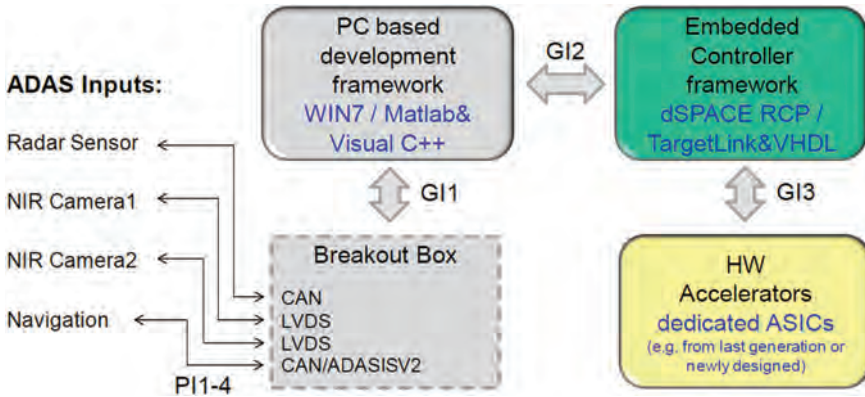 ADAS Inputs:
Radar Sensor
NIR Camera1
NIR Camera2
Navigation
PI1-4
PC based
development
framework
WIN7 / Matlab&
Visual C++
GI1
Breakout Box
CAN
LVDS
LVDS
CAN/ADASISV2
GI2
Embedded
Controller
framework
dSPACE RCP /
TargetLink&VHDL
GI3
HW
Accelerators
dedicated ASICs
(e.g. from last generation or
newly designed)